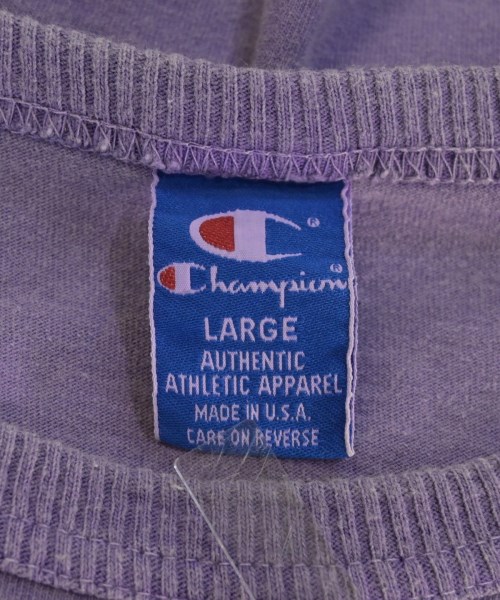 ®
Champion®
LARGE
AUTHENTIC
ATHLETIC APPAREL
MADE IN U.S.A.
CARE ON REVERSE